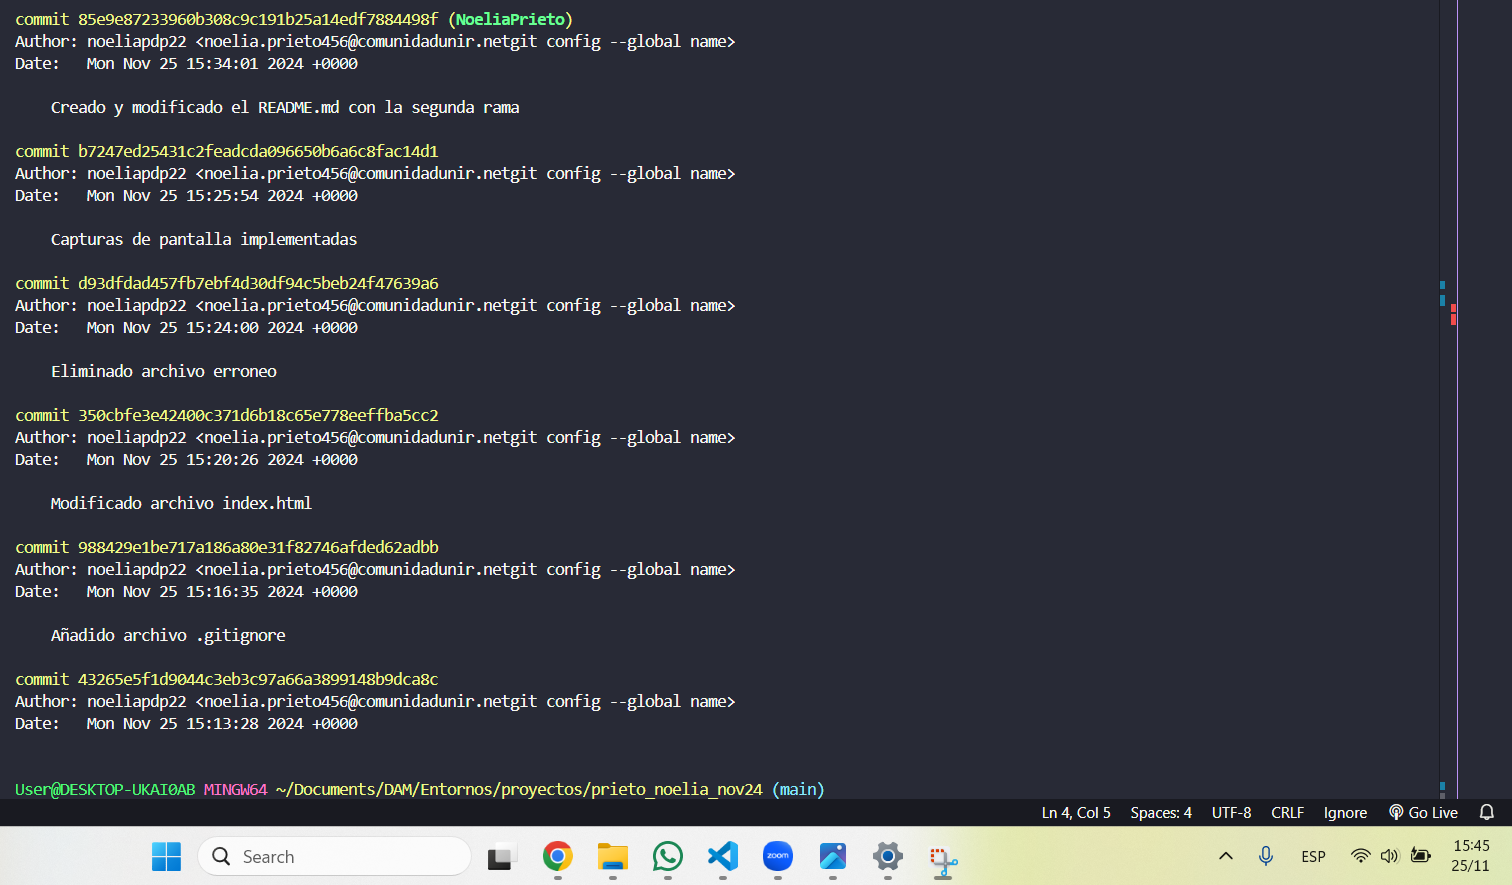 commit 85e9e87233960b308c9c191b25a14edf7884498f (NoeliaPrieto)
Author: noeliapdp22 <noelia.prieto456@comunidadunir.netgit config --global name>
Date:   Mon Nov 25 15:34:01 2024 +0000
Creado y modificado el README.md con la segunda rama
commit b7247ed25431c2feadcda096650b6a6c8fac14d1
Author: noeliapdp22 <noelia.prieto456@comunidadunir.netgit config --global name>
Date:   Mon Nov 25 15:25:54 2024 +0000
Capturas de pantalla implementadas
commit d93dfdad457fb7ebf4d30df94c5beb24f47639a6
Author: noeliapdp22 <noelia.prieto456@comunidadunir.netgit config --global name>
Date:   Mon Nov 25 15:24:00 2024 +0000
Eliminado archivo erroneo
commit 350cbfe3e42400c371d6b18c65e778eeffba5cc2
Author: noeliapdp22 <noelia.prieto456@comunidadunir.netgit config --global name>
Date:   Mon Nov 25 15:20:26 2024 +0000
Modificado archivo index.html
commit 988429e1be717a186a80e31f82746afded62adbb
Author: noeliapdp22 <noelia.prieto456@comunidadunir.netgit config --global name>
Date:   Mon Nov 25 15:16:35 2024 +0000
Añadido archivo .gitignore
commit 43265e5f1d9044c3eb3c97a66a3899148b9dca8c
Author: noeliapdp22 <noelia.prieto456@comunidadunir.netgit config --global name>
Date:   Mon Nov 25 15:13:28 2024 +0000
User@DESKTOP-UKAI0AB MINGW64 ~/Documents/DAM/Entornos/proyectos/prieto_noelia_nov24 (main)
Ln 4, Col 5 Spaces: 4 UTF-8 CRLF Ignore Go Live
Search zoom ESP 15:45
25/11